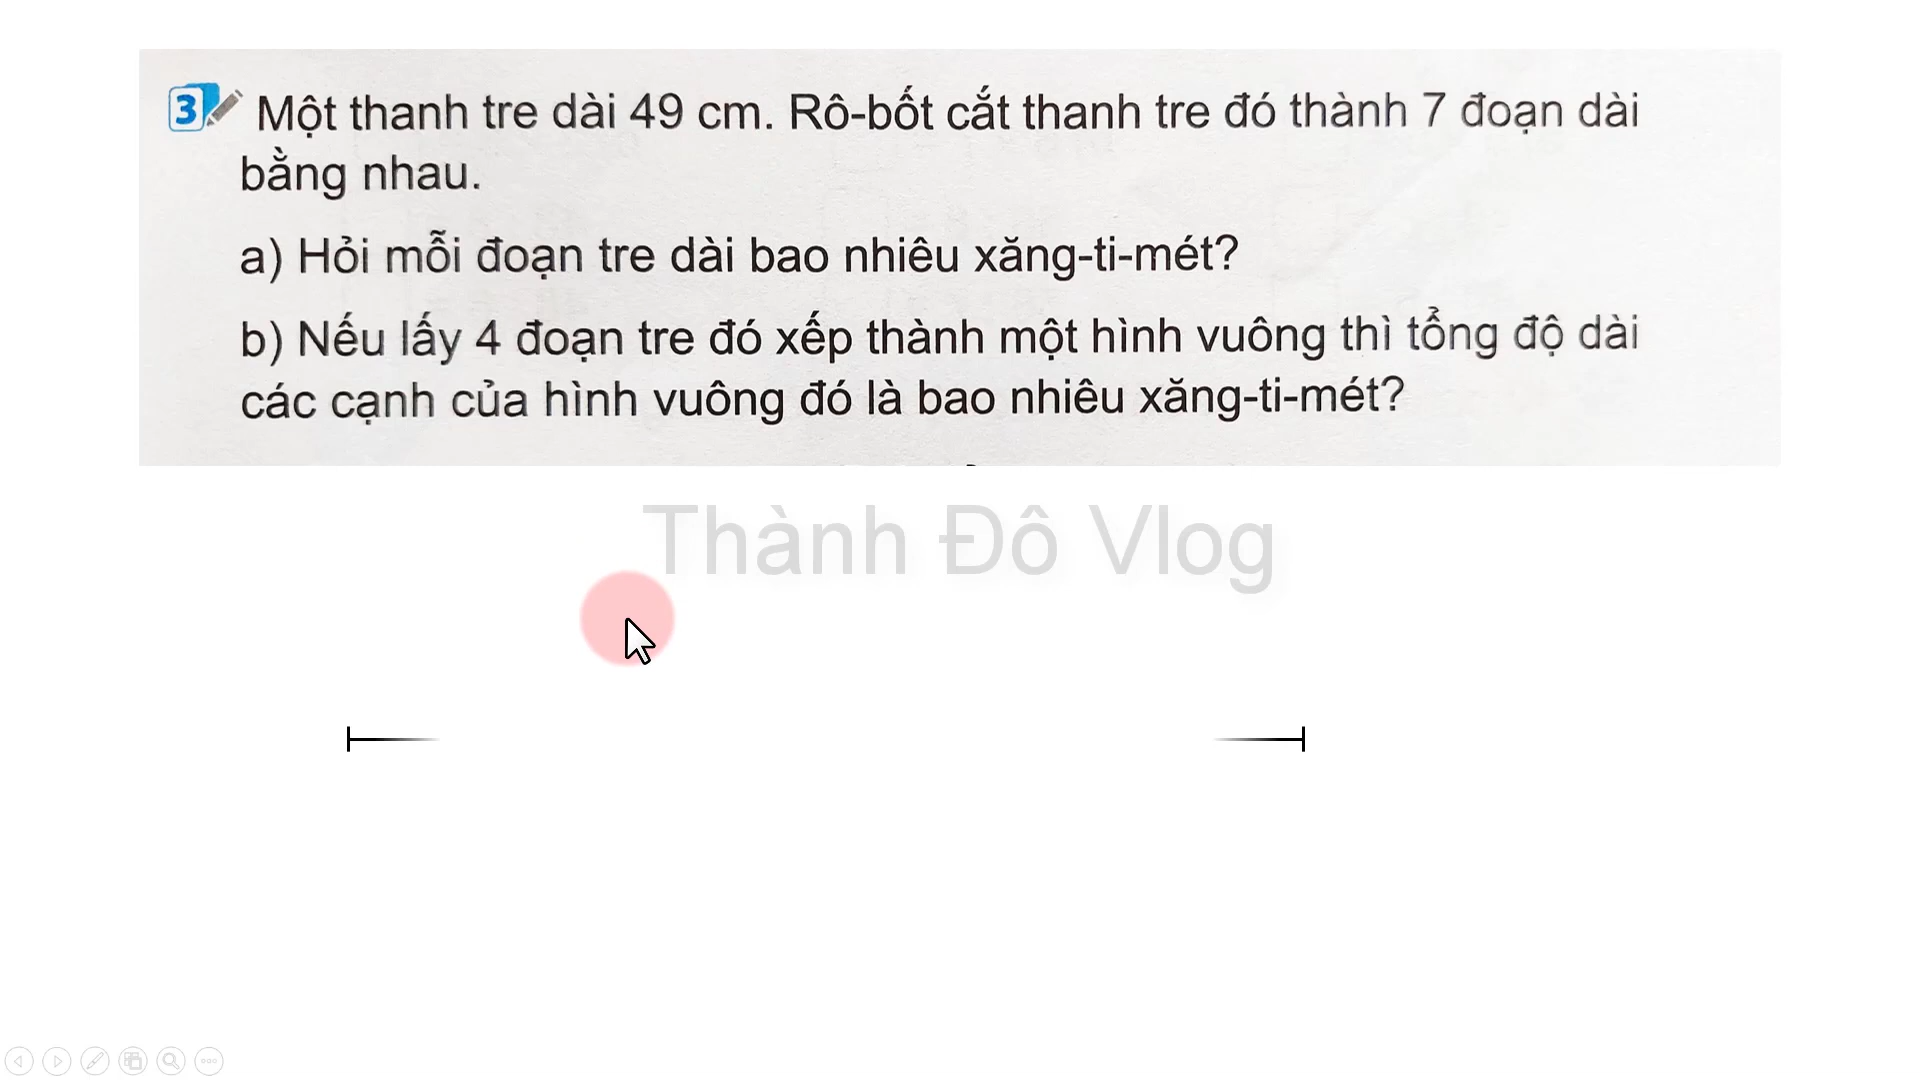 3 Một thanh tre dài 49 cm. Rô-bốt cắt thanh tre đó thành 7 đoạn dài
bằng nhau.
a) Hỏi mỗi đoạn tre dài bao nhiêu xăng-ti-mét?
b) Nếu lấy 4 đoạn tre đó xếp thành một hình vuông thì tổng độ dài
các cạnh của hình vuông đó là bao nhiêu xăng-ti-mét?
Thành Đô Vlog